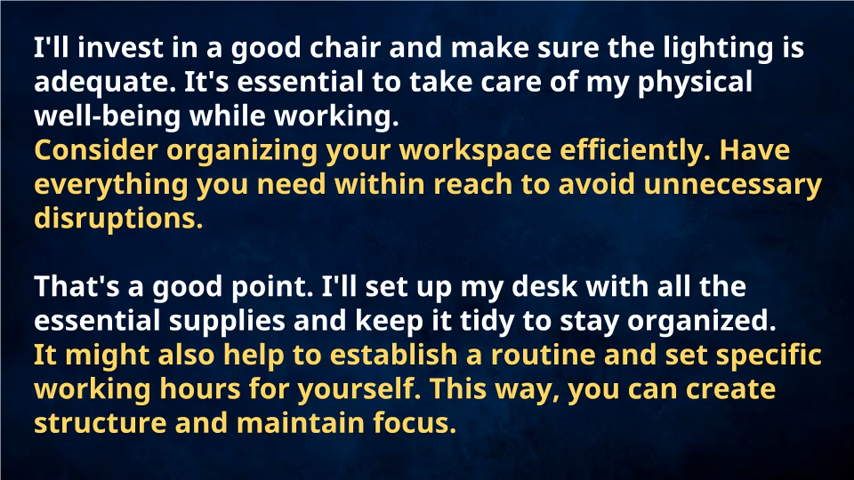 I'll invest in a good chair and make sure the lighting is
adequate. It's essential to take care of my physical
well-being while working.
Consider organizing your workspace efficiently. Have
everything you need within reach to avoid unnecessary
disruptions.
That's a good point. I'll set up my desk with all the
essential supplies and keep it tidy to stay organized.
It might also help to establish a routine and set specific
working hours for yourself. This way, you can create
structure and maintain focus.